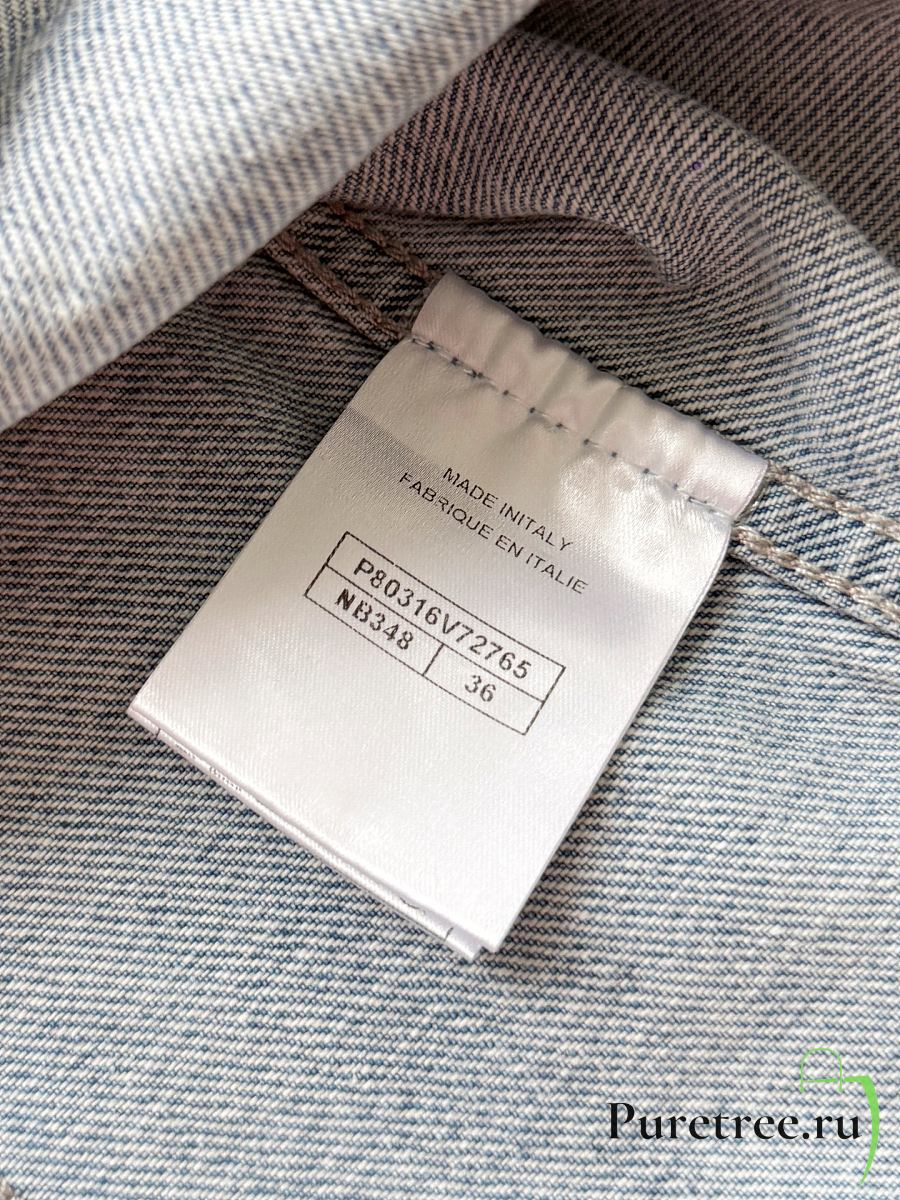 MADE INITALY
FABRIQUE EN ITALIE
P80316V72765
NB348 36
Puretree.ru